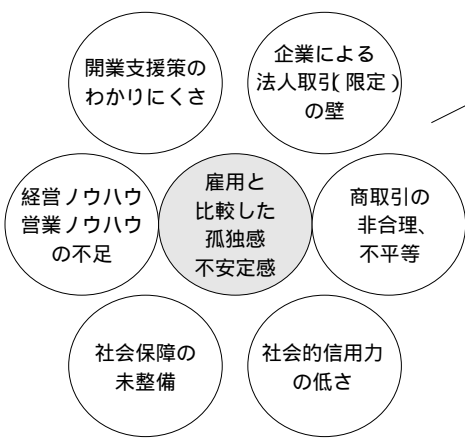 開業支援策の
わかりにくさ
企業による
法人取引(限定)
の壁
経営ノウハウ
営業ノウハウ
の不足
雇用と
比較した
孤独感
不安定感
商取引の
非合理、
不平等
社会保障の
未整備
社会的信用力
の低さ